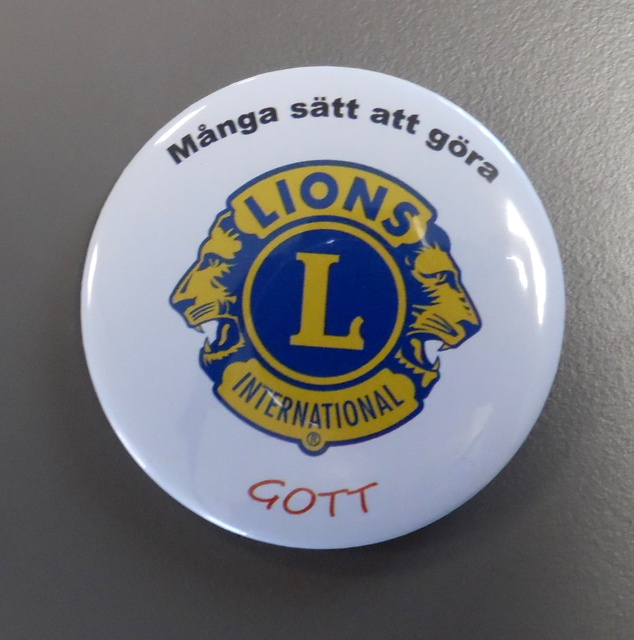 Många sätt att göra
LIONS
L
INTERNATIONAL
®
GOTT